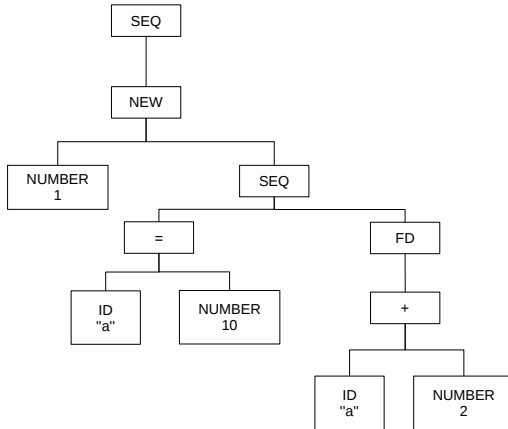 SEQ
NEW
NUMBER
1
SEQ
=
FD
ID
"a"
NUMBER
10
+
ID
"a"
NUMBER
2